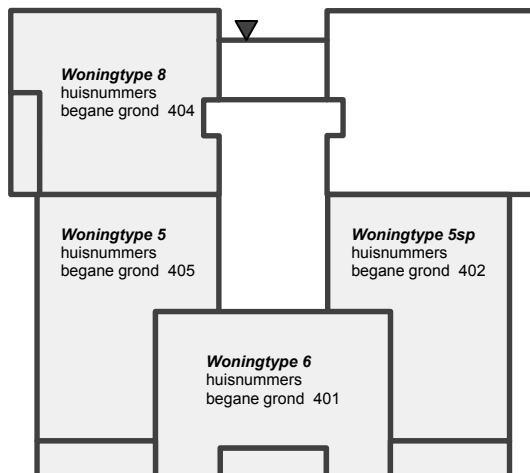 Woningtype 8
huisnummers
begane grond 404
Woningtype 5
huisnummers
begane grond 405
Woningtype 5sp
huisnummers
begane grond 402
Woningtype 6
huisnummers
begane grond 401